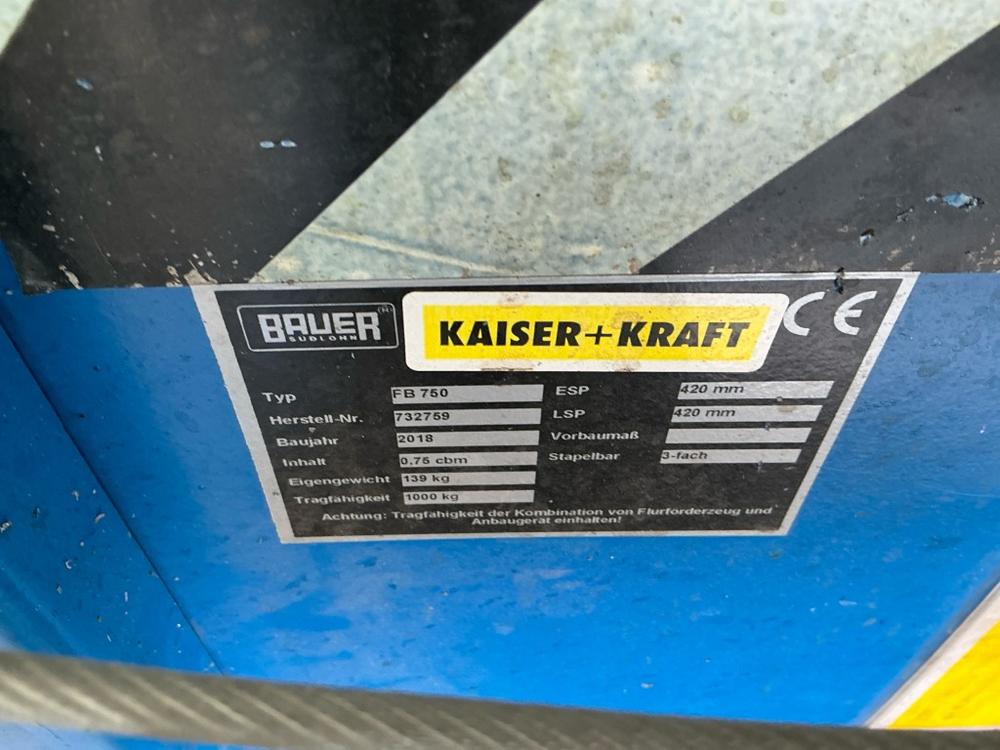 BAUER
SÜDLOHN
KAISER+KRAFT
CE
Typ FB 750 ESP 420 mm
Herstell-Nr. 732759 LSP 420 mm
Baujahr 2018 Vorbaumaß
Inhalt 0,75 cbm Stapelbar 3-fach
Eigengewicht 139 kg
Tragfähigkeit 1000 kg
Achtung: Tragfähigkeit der Kombination von Flurförderzeug und
Anbaugerät einhalten!